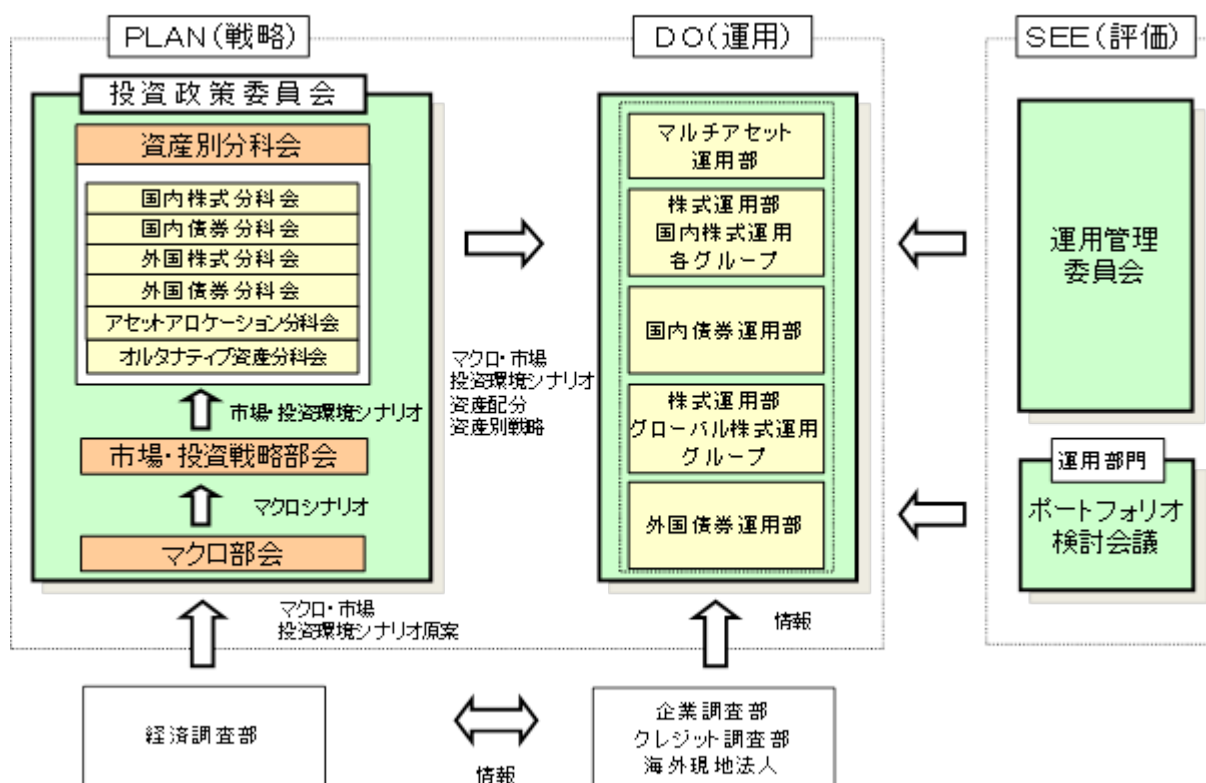 PLAN(戦略)
投資政策委員会
資産別分科会
国内株式分科会
国内債券分科会
外国株式分科会
外国債券分科会
アセットアロケーション分科会
オルタナティブ資産分科会
市場・投資環境シナリオ
市場・投資戦略部会
マクロシナリオ
マクロ部会
マクロ・市場
投資環境シナリオ原案
経済調査部
マクロ・市場
投資環境シナリオ
資産配分
資産別戦略
情報
DO(運用)
マルチアセット
運用部
株式運用部
国内株式運用
各グループ
国内債券運用部
株式運用部
グローバル株式運用
グループ
外国債券運用部
情報
企業調査部
クレジット調査部
海外現地法人
SEE(評価)
運用管理
委員会
運用部門
ポートフォリオ
検討会議